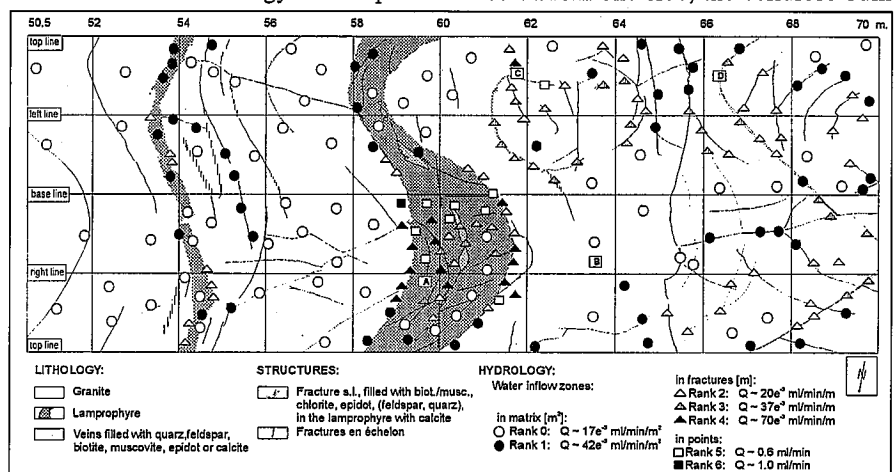 50,5 52 54 56 58 60 62 64 66 68 70 m.
top line
left line
base line
right line
top line
A
B
C
D
N
LITHOLOGY:
Granite
Lamprophyre
Veins filled with quarz,feldspar,
biotite, muscovite, epidot or calcite
STRUCTURES:
Fracture s.l., filled with biot./musc.,
chlorite, epidot, (feldspar, quarz),
in the lamprophyre with calcite
Fractures en échelon
HYDROLOGY:
Water inflow zones:
in matrix [m²]:
Rank 0: Q ~ 17e⁻³ ml/min/m²
Rank 1: Q ~ 42e⁻³ ml/min/m²
in fractures [m]:
Rank 2: Q ~ 20e⁻³ ml/min/m
Rank 3: Q ~ 37e⁻³ ml/min/m
Rank 4: Q ~ 70e⁻³ ml/min/m
in points:
Rank 5: Q ~ 0.6 ml/min
Rank 6: Q ~ 1.0 ml/min